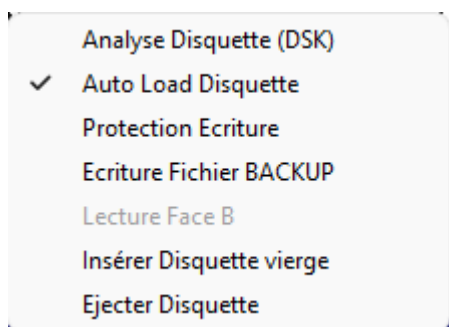 Analyse Disquette (DSK)
Auto Load Disquette
Protection Ecriture
Ecriture Fichier BACKUP
Lecture Face B
Insérer Disquette vierge
Ejecter Disquette